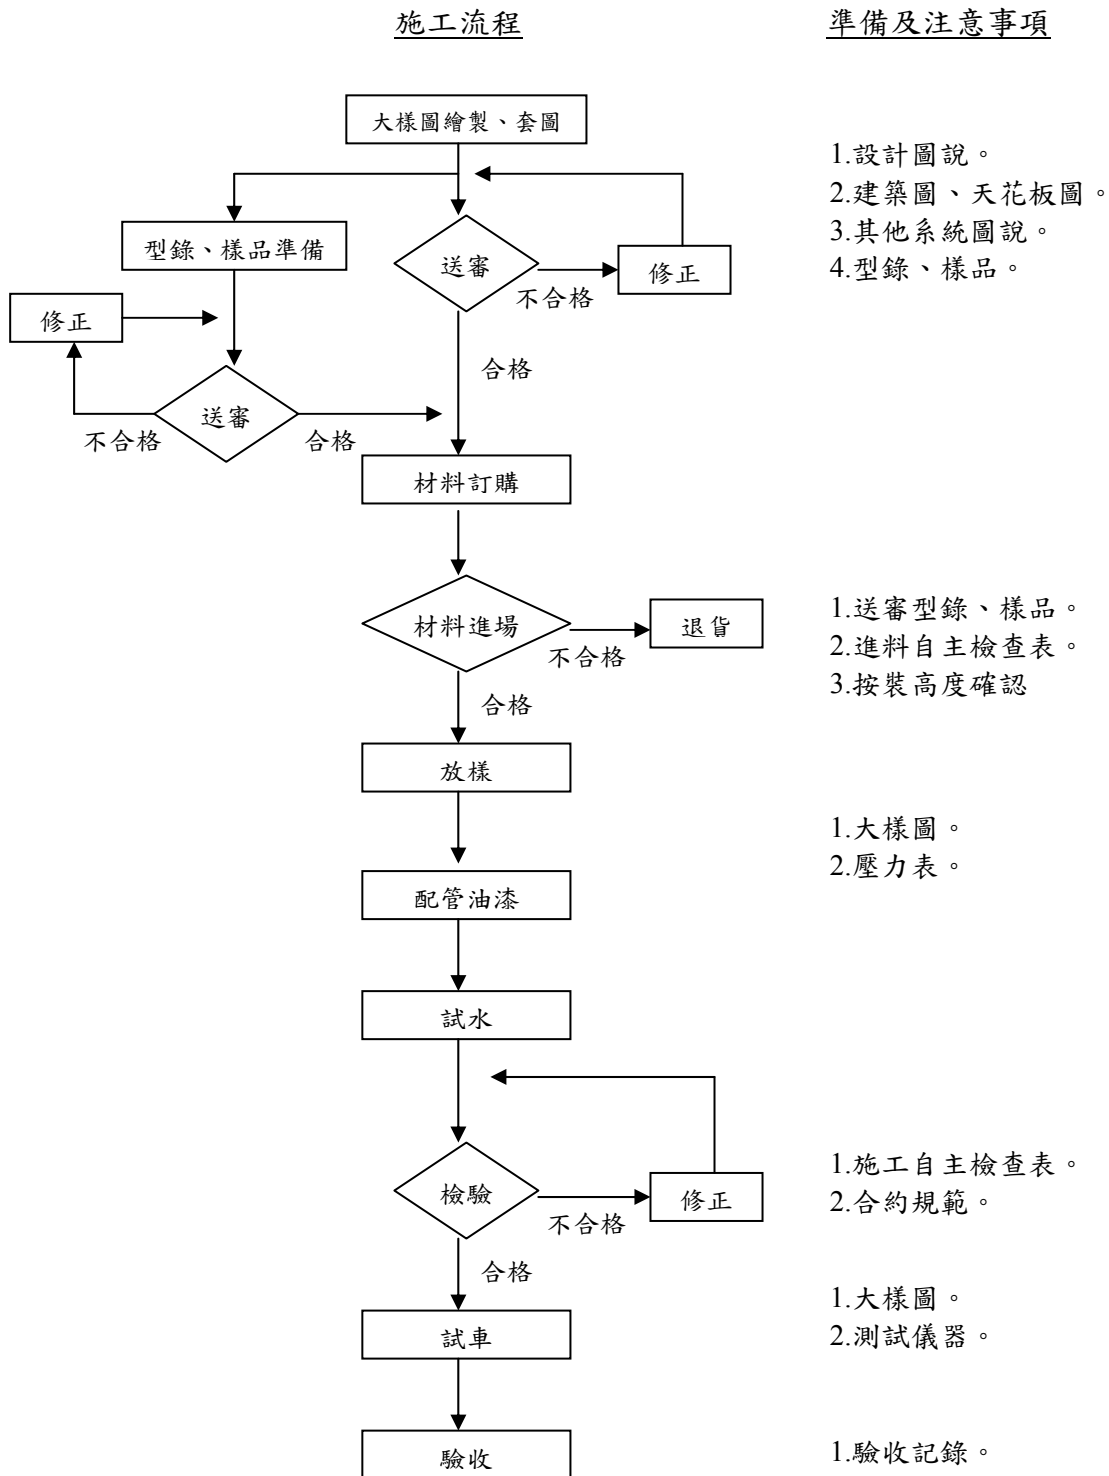 施工流程
準備及注意事項
大樣圖繪製、套圖
1.設計圖說。
2.建築圖、天花板圖。
3.其他系統圖說。
4.型錄、樣品。
型錄、樣品準備
送審
不合格
修正
修正
合格
送審
不合格
合格
材料訂購
材料進場
不合格
退貨
1.送審型錄、樣品。
2.進料自主檢查表。
3.按裝高度確認
合格
放樣
1.大樣圖。
2.壓力表。
配管油漆
試水
檢驗
不合格
修正
1.施工自主檢查表。
2.合約規範。
合格
試車
1.大樣圖。
2.測試儀器。
驗收
1.驗收記錄。